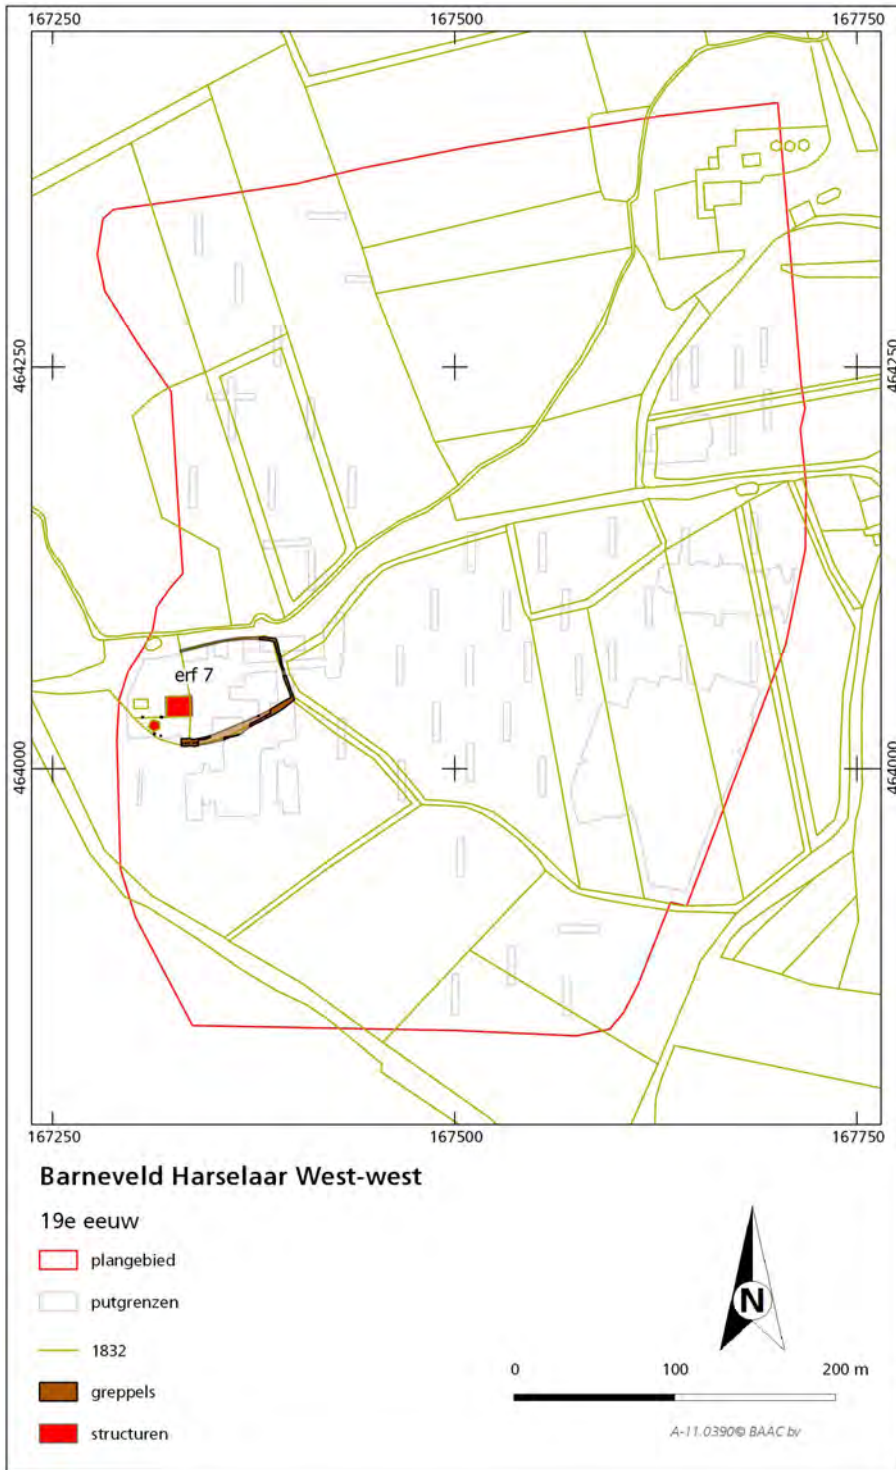 167250 167500 167750
464250 464250
erf 7
464000 464000
167250 167500 167750
Barneveld Harselaar West-west
19e eeuw
plangebied
putgrenzen
1832
greppels
structuren
N
0 100 200 m
A-11.0390© BAAC bv